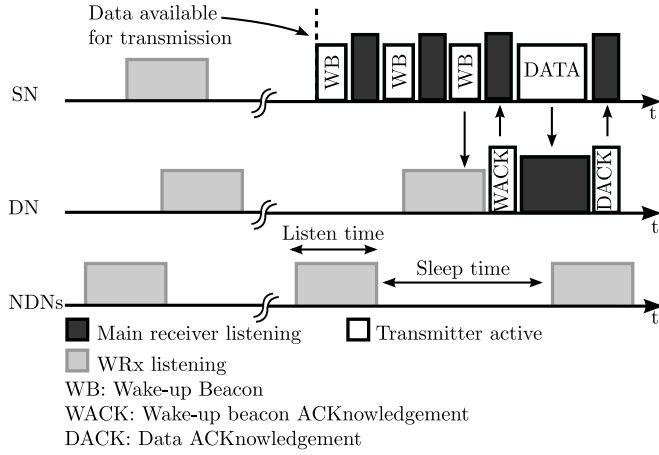 Data available
for transmission
SN
WB
WB
WB
DATA
t
DN
WACK
DACK
t
Listen time
Sleep time
NDNs
t
Main receiver listening
Transmitter active
WRx listening
WB: Wake-up Beacon
WACK: Wake-up beacon ACKnowledgement
DACK: Data ACKnowledgement